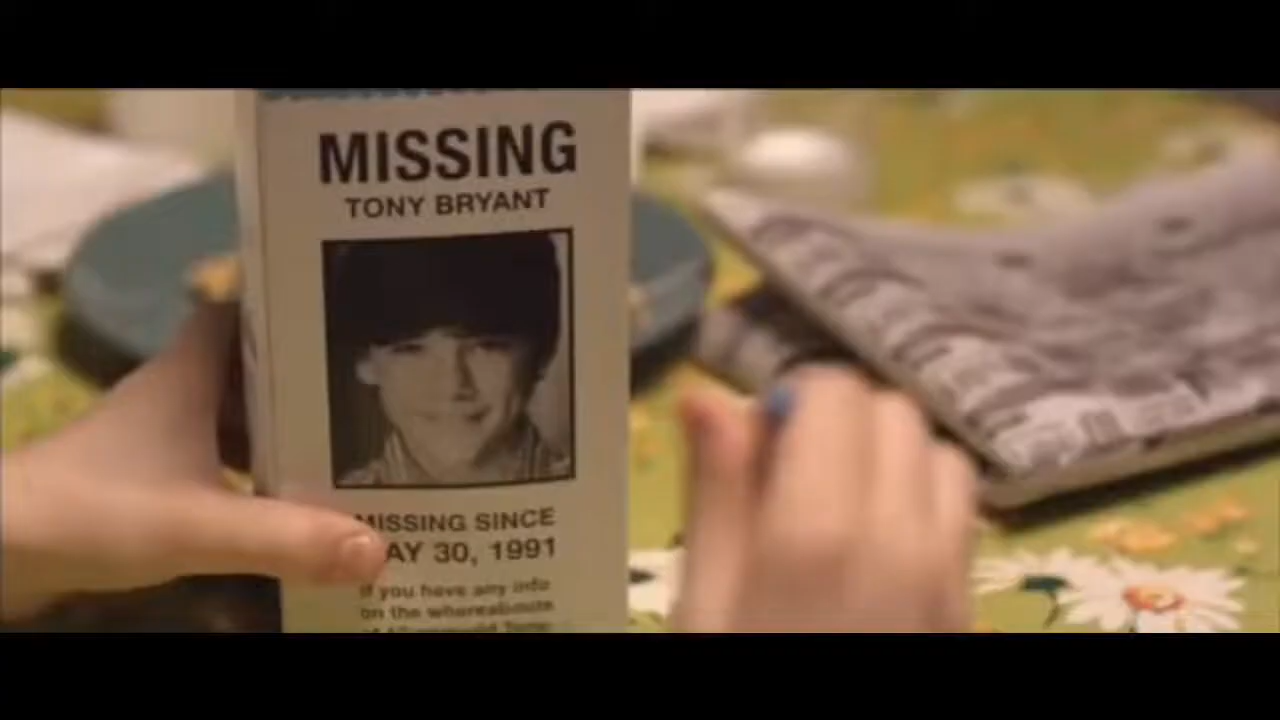 MISSING
TONY BRYANT
MISSING SINCE
AY 30, 1991
If you have any info
on the whereabouts